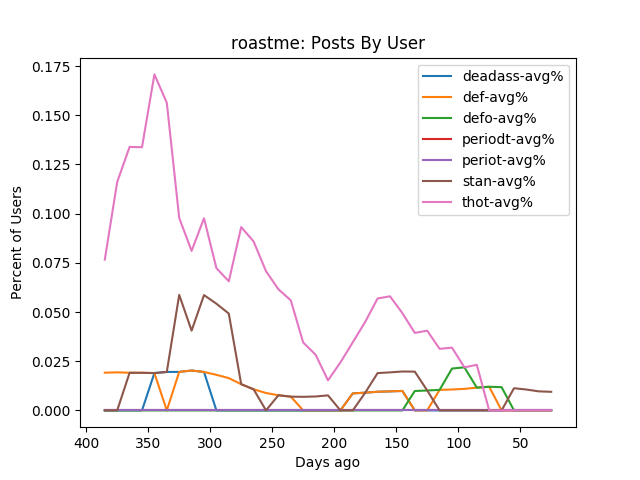 roastme: Posts By User
Percent of Users
0.175
0.150
0.125
0.100
0.075
0.050
0.025
0.000
deadass-avg%
def-avg%
defo-avg%
periodt-avg%
periot-avg%
stan-avg%
thot-avg%
400 350 300 250 200 150 100 50
Days ago